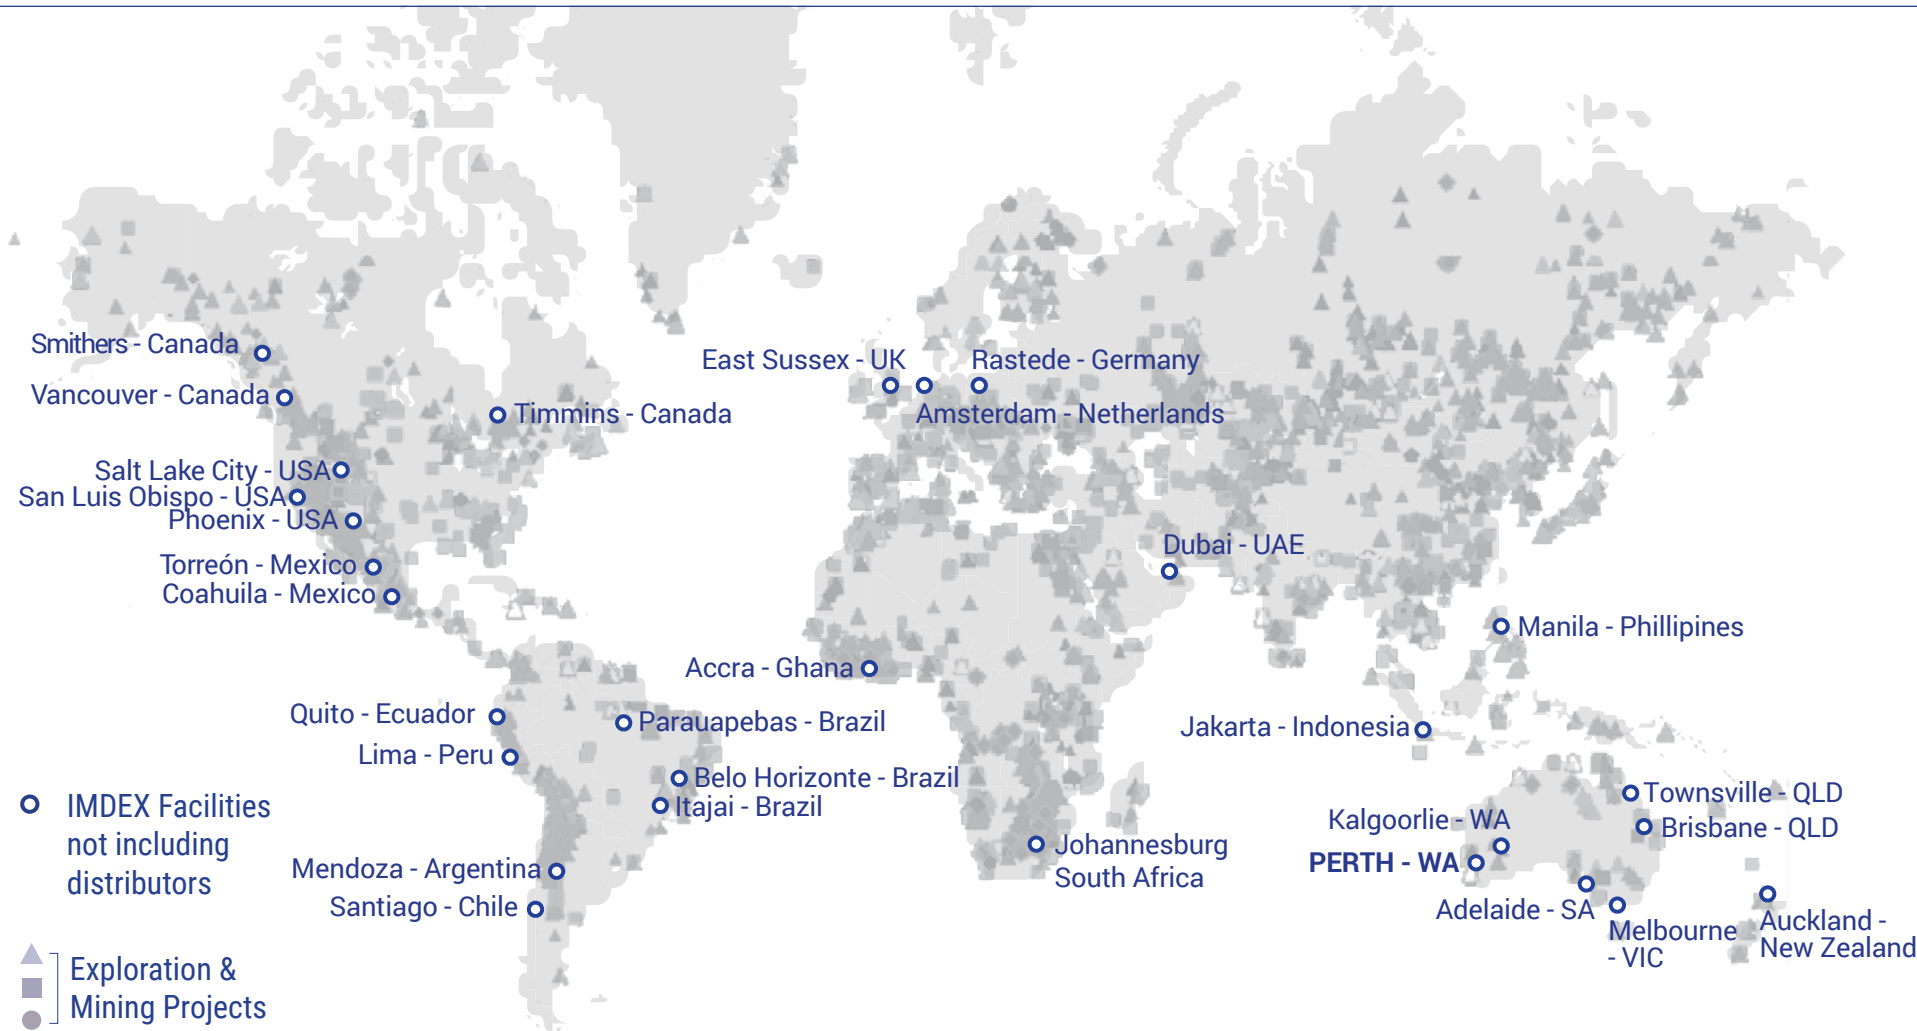 Smithers - Canada
Vancouver - Canada
Timmins - Canada
Salt Lake City - USA
San Luis Obispo - USA
Phoenix - USA
Torreón - Mexico
Coahuila - Mexico
East Sussex - UK
Rastede - Germany
Amsterdam - Netherlands
Dubai - UAE
Manila - Phillipines
Accra - Ghana
Quito - Ecuador
Parauapebas - Brazil
Lima - Peru
Jakarta - Indonesia
Belo Horizonte - Brazil
Itajai - Brazil
Townsville - QLD
Brisbane - QLD
Kalgoorlie - WA
PERTH - WA
Johannesburg
South Africa
Mendoza - Argentina
Santiago - Chile
Adelaide - SA
Melbourne
- VIC
Auckland -
New Zealand
IMDEX Facilities
not including
distributors
Exploration &
Mining Projects